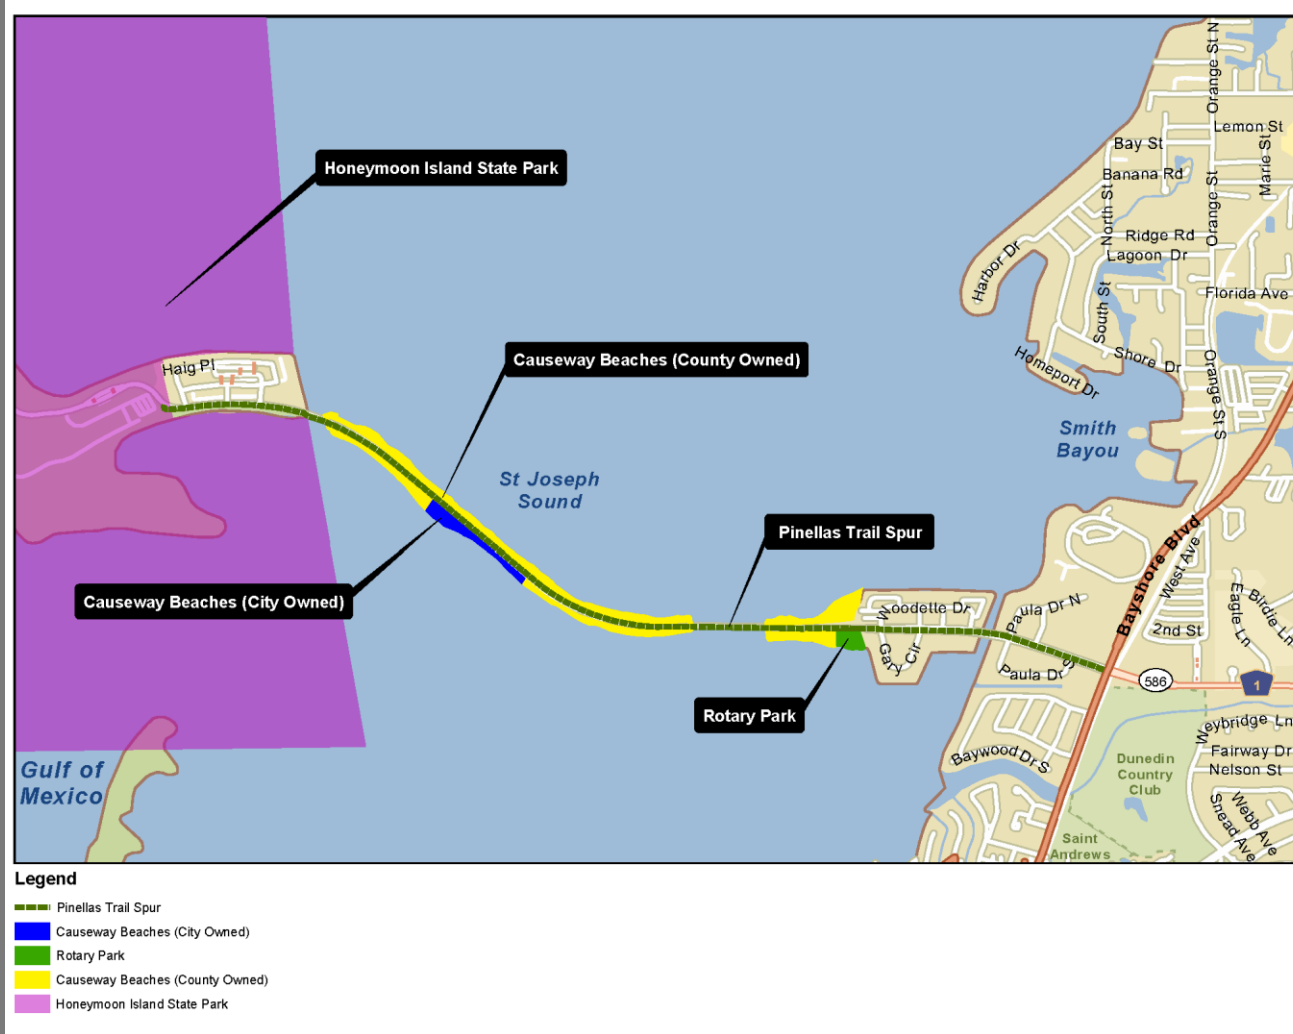 Orange St N
Lemon St
Bay St
Marie St
Banana Rd
North St
Orange St
Ridge Rd
Harbor Dr
Lagoon Dr
South St
Florida Ave
Honeymoon Island State Park
Causeway Beaches (County Owned)
Haig Pl
Homeport Dr
Shore Dr
Orange St S
Smith
Bayou
St Joseph
Sound
Pinellas Trail Spur
Bayshore Blvd
West Ave
Causeway Beaches (City Owned)
Woodette Dr
Paula Dr N
Eagle Ln
Birdie Ln
2nd St
Gary Cir
Paula Dr S
586
1
Rotary Park
Weybridge Ln
Baywood Dr S
Fairway Dr
Nelson St
Dunedin
Country
Club
Gulf of
Mexico
Snead Ave
Webb Ave
Saint
Andrews
Legend
Pinellas Trail Spur
Causeway Beaches (City Owned)
Rotary Park
Causeway Beaches (County Owned)
Honeymoon Island State Park